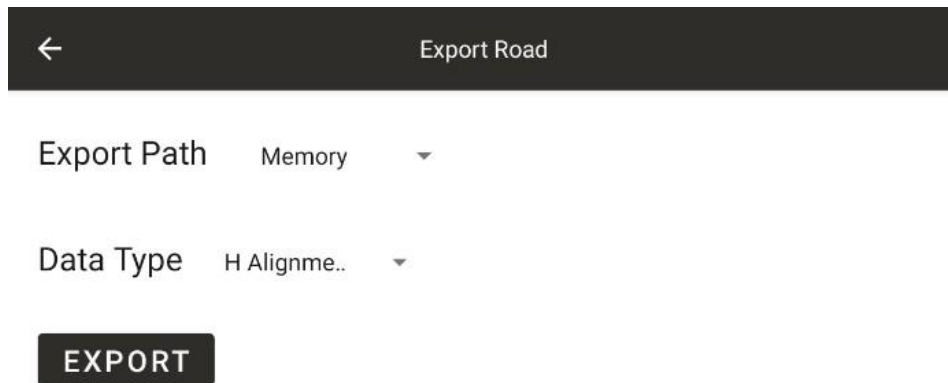 Export Road
Export Path Memory
Data Type H Alignme..
EXPORT